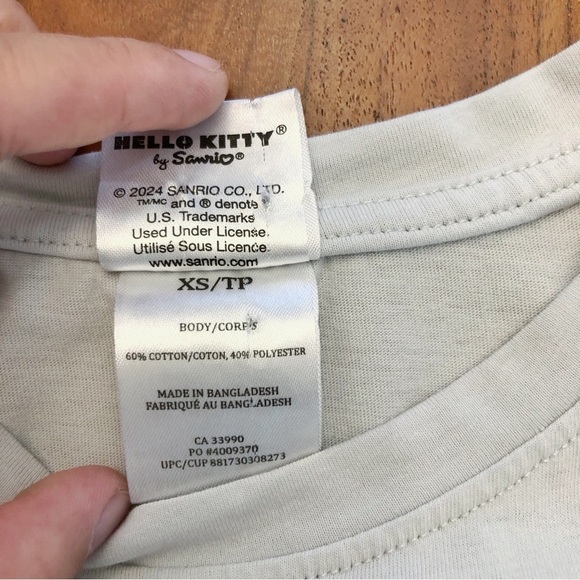 HELLO KITTY®
by Sanrio®
© 2024 SANRIO CO., LTD.
TM/MC and ® denote
U.S. Trademarks
Used Under License.
Utilisé Sous Licence.
www.sanrio.com
XS/TP
BODY/CORPS
60% COTTON/COTON, 40% POLYESTER
MADE IN BANGLADESH
FABRIQUÉ AU BANGLADESH
CA 33990
PO #4009370
UPC/CUP 881730308273